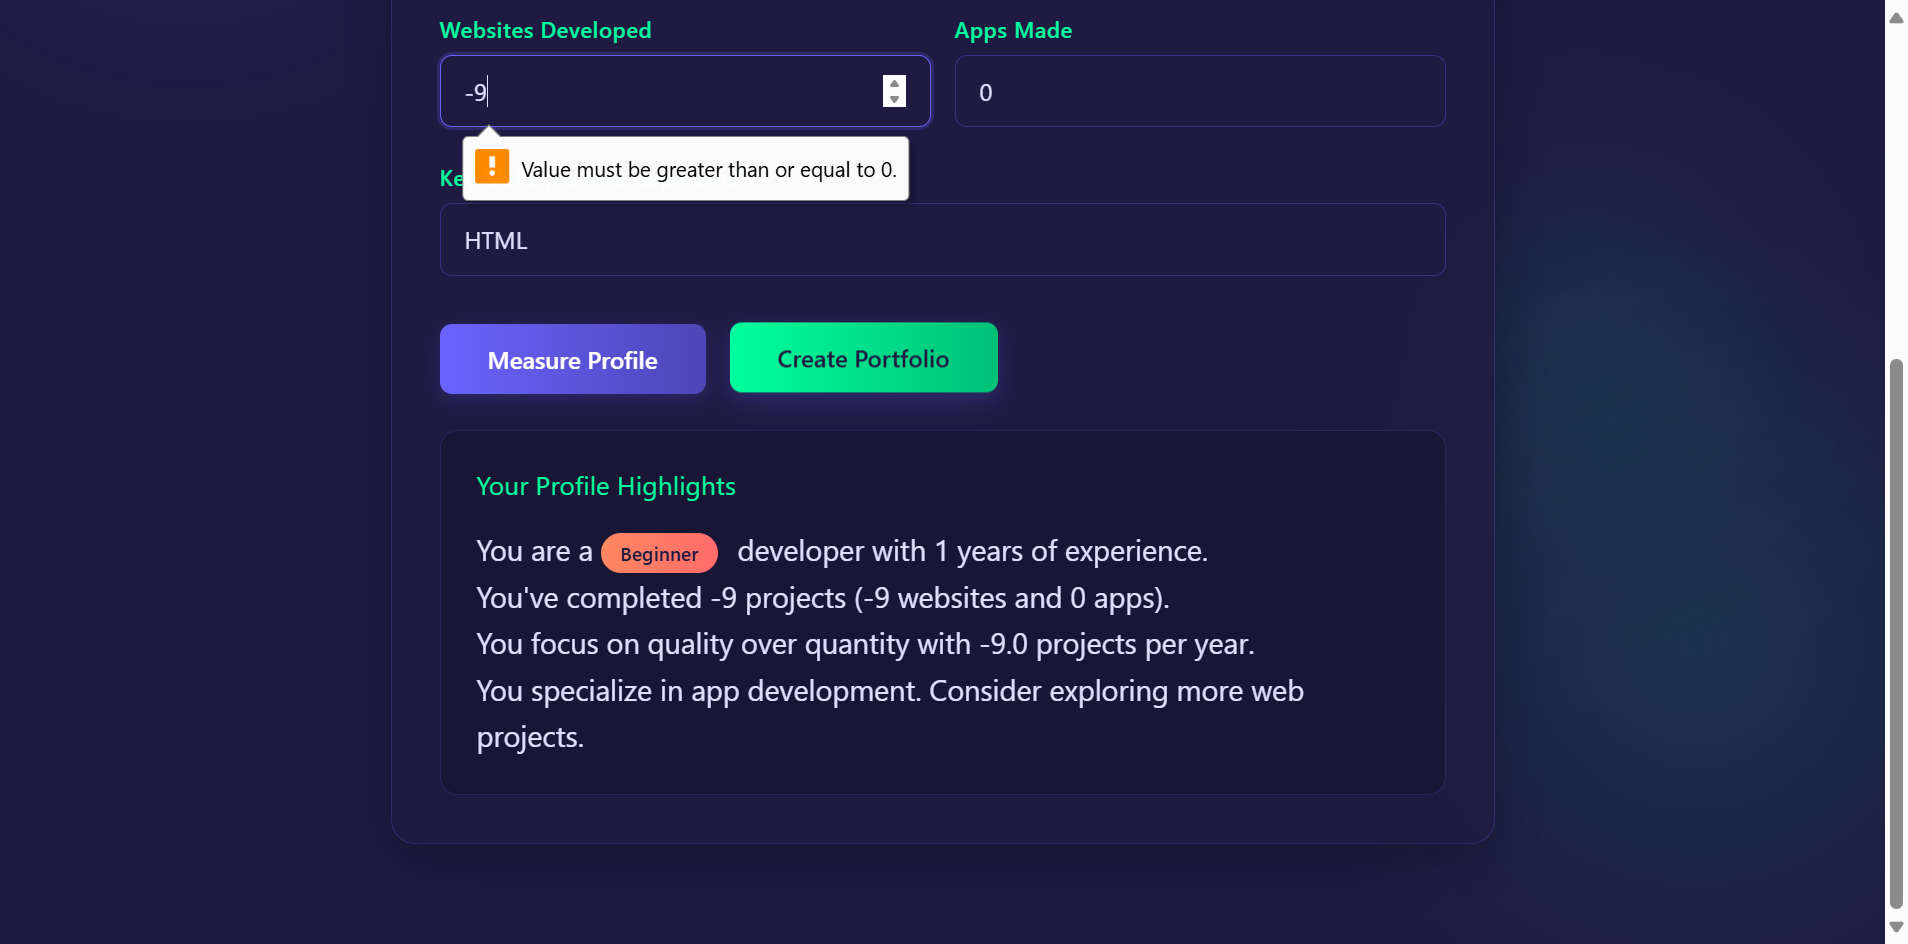 Websites Developed
Apps Made
-9
0
Value must be greater than or equal to 0.
Ke
HTML
Measure Profile
Create Portfolio
Your Profile Highlights
You are a Beginner developer with 1 years of experience.
You've completed -9 projects (-9 websites and 0 apps).
You focus on quality over quantity with -9.0 projects per year.
You specialize in app development. Consider exploring more web
projects.